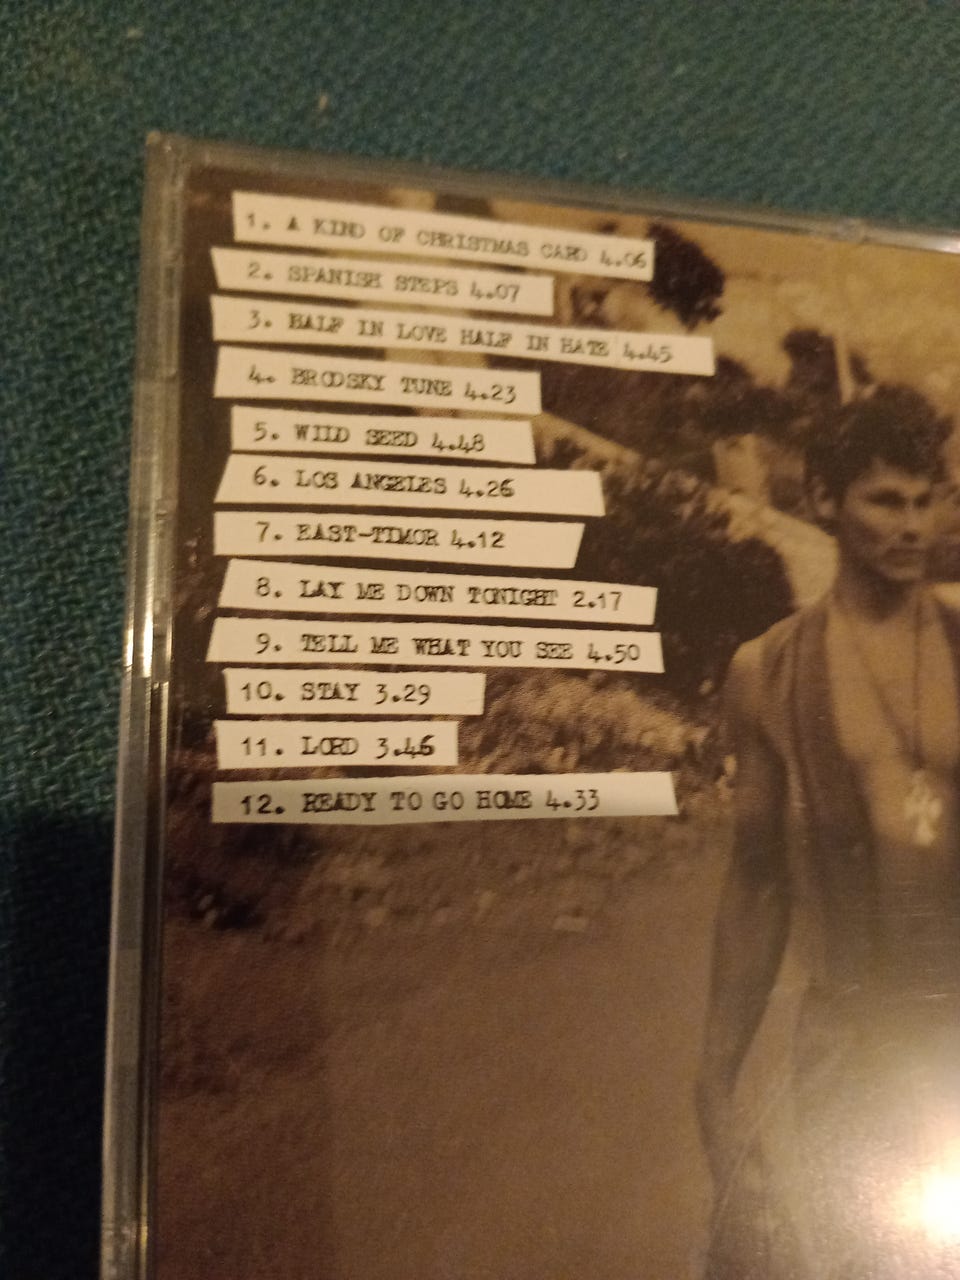 1. A KIND OF CHRISTMAS CARD 4.06
2. SPANISH STEPS 4.07
3. HALF IN LOVE HALF IN HATE 4.45
4. BRODSKY TUNE 4.23
5. WILD SEED 4.48
6. LOS ANGELES 4.26
7. EAST-TIMOR 4.12
8. LAY ME DOWN TONIGHT 2.17
9. TELL ME WHAT YOU SEE 4.50
10. STAY 3.29
11. LORD 3.46
12. READY TO GO HOME 4.33